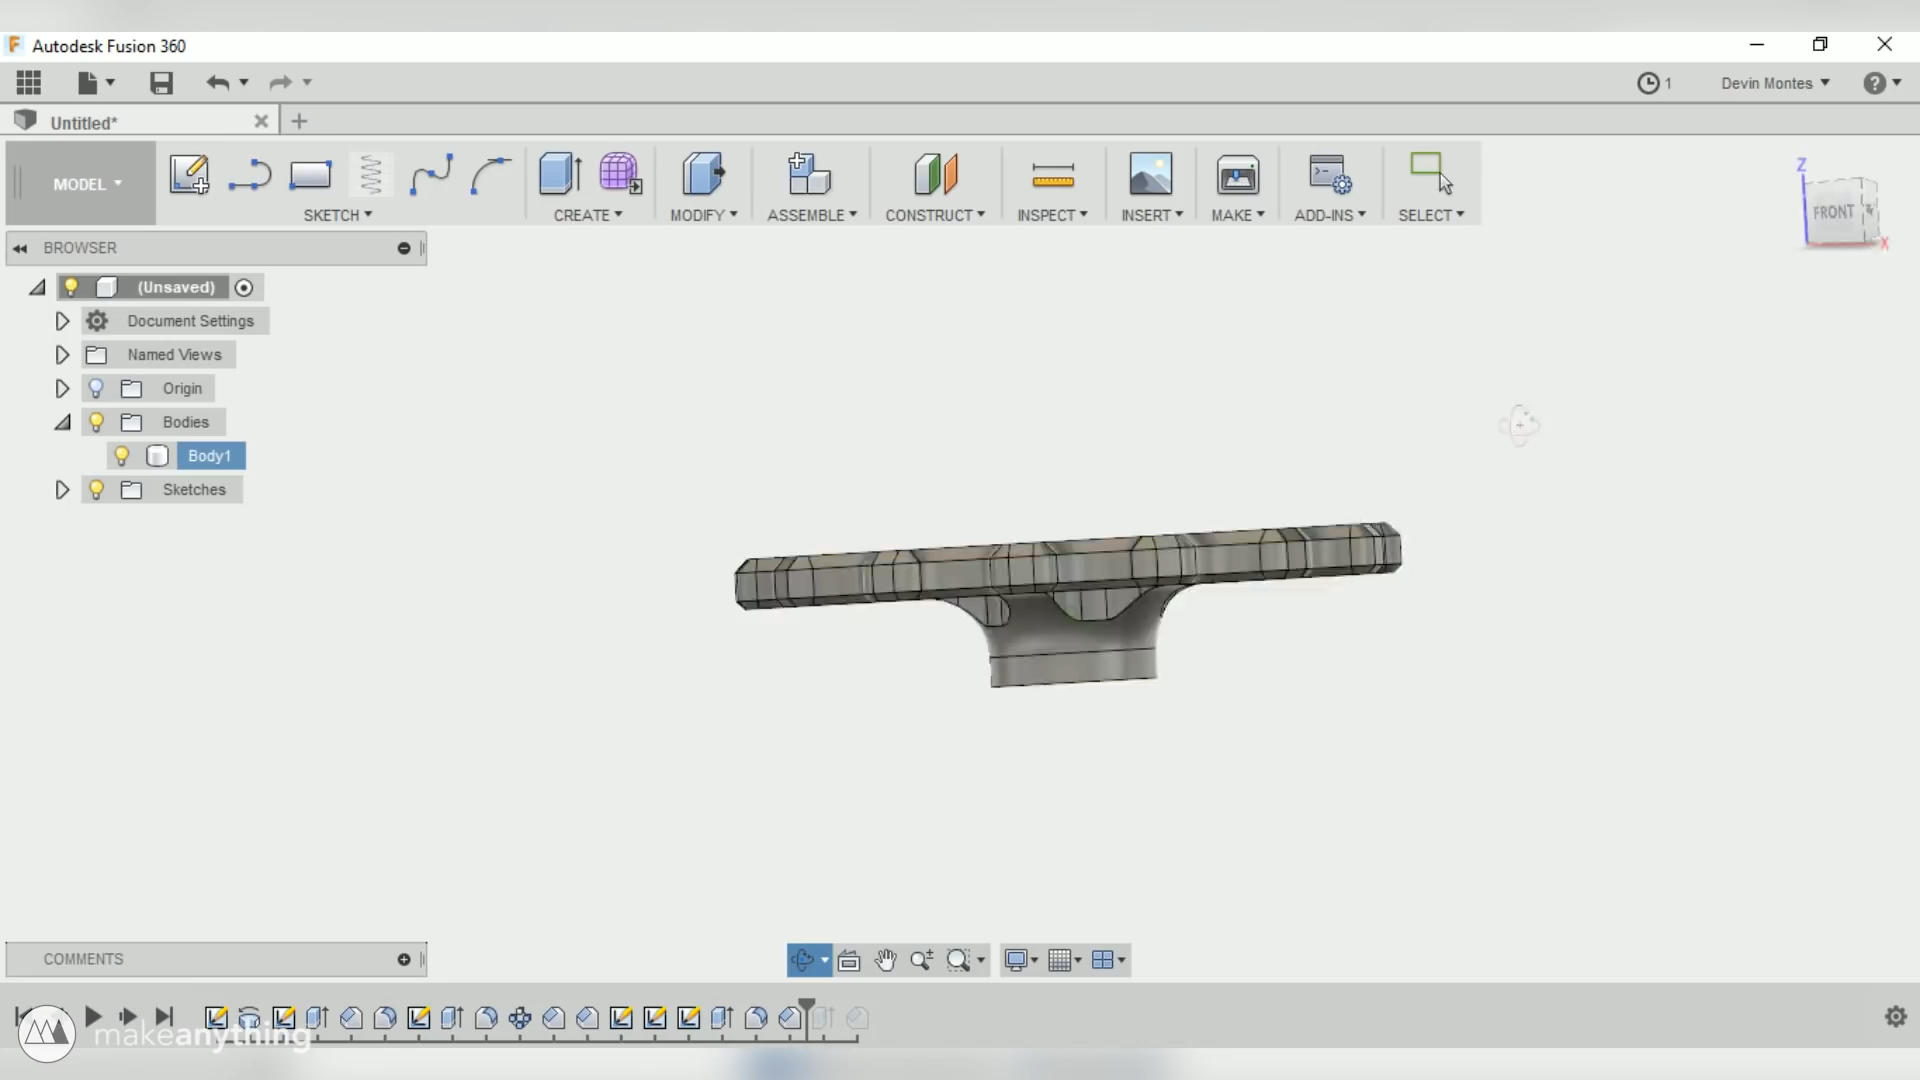 Autodesk Fusion 360
1 Devin Montes
Untitled*
MODEL
SKETCH CREATE MODIFY ASSEMBLE CONSTRUCT INSPECT INSERT MAKE ADD-INS SELECT
Z
FRONT
X
BROWSER
(Unsaved)
Document Settings
Named Views
Origin
Bodies
Body1
Sketches
COMMENTS
makeanything